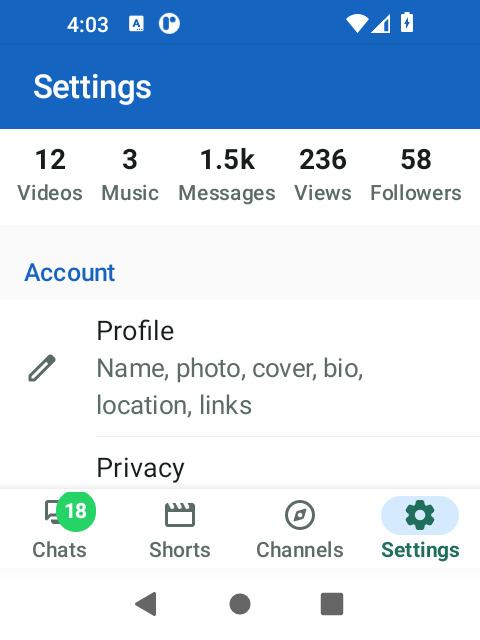 4:03
Settings
12 3 1.5k 236 58
Videos Music Messages Views Followers
Account
Profile
Name, photo, cover, bio,
location, links
Privacy
18
Chats Shorts Channels Settings